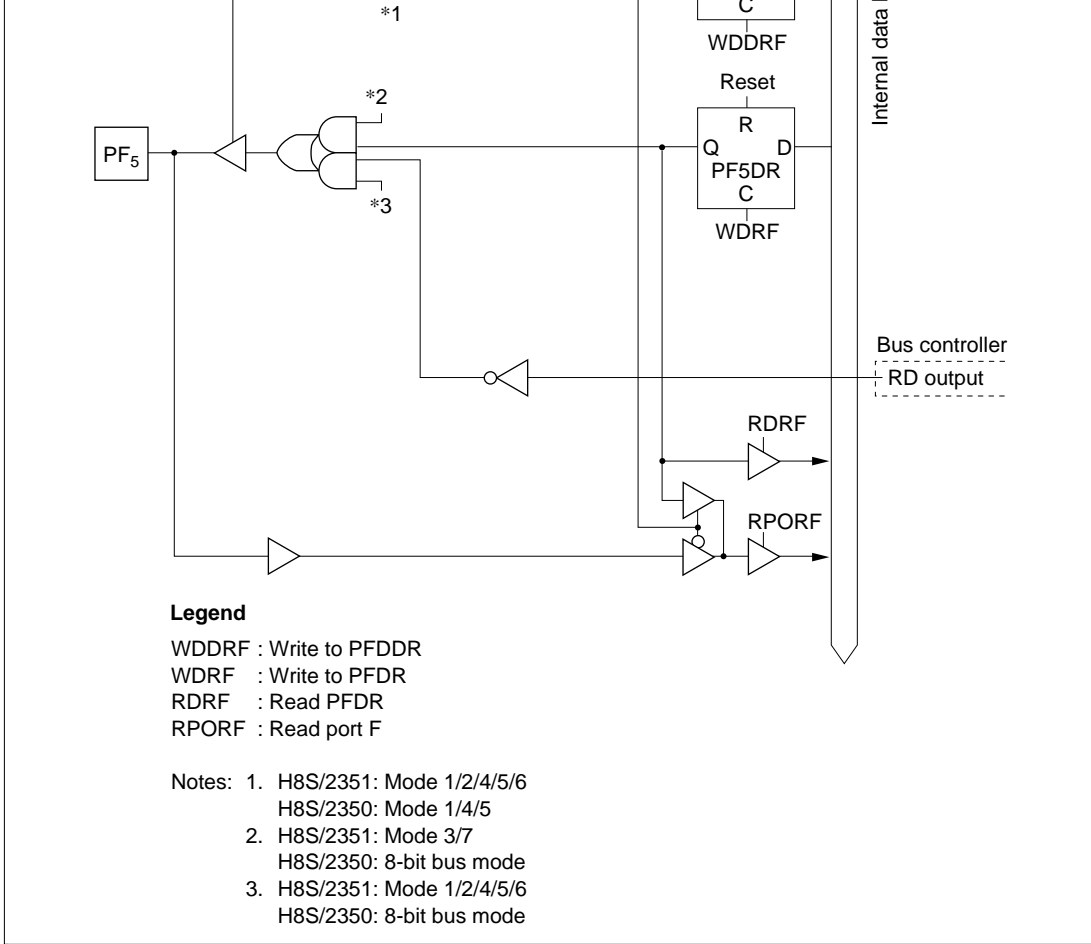 *1
C
WDDRF
Internal data
Reset
*2
R
PF5
Q D
PF5DR
C
*3
WDRF
Bus controller
RD output
RDRF
RPORF
Legend
WDDRF : Write to PFDDR
WDRF : Write to PFDR
RDRF : Read PFDR
RPORF : Read port F
Notes: 1. H8S/2351: Mode 1/2/4/5/6
H8S/2350: Mode 1/4/5
2. H8S/2351: Mode 3/7
H8S/2350: 8-bit bus mode
3. H8S/2351: Mode 1/2/4/5/6
H8S/2350: 8-bit bus mode